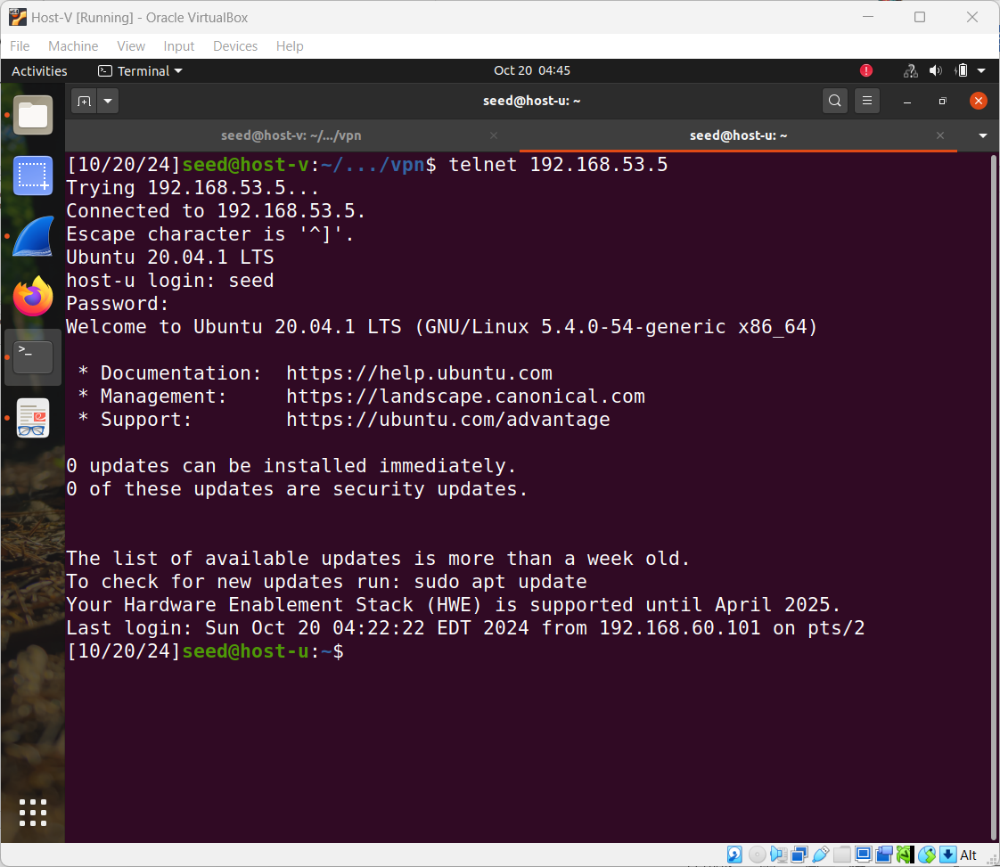 Host-V [Running] - Oracle VirtualBox
File Machine View Input Devices Help
Activities Terminal Oct 20 04:45
seed@host-u: ~
seed@host-v: ~/.../vpn seed@host-u: ~
[10/20/24]seed@host-v:~/.../vpn$ telnet 192.168.53.5
Trying 192.168.53.5...
Connected to 192.168.53.5.
Escape character is '^]'.
Ubuntu 20.04.1 LTS
host-u login: seed
Password:
Welcome to Ubuntu 20.04.1 LTS (GNU/Linux 5.4.0-54-generic x86_64)
* Documentation:  https://help.ubuntu.com
* Management:     https://landscape.canonical.com
* Support:        https://ubuntu.com/advantage
0 updates can be installed immediately.
0 of these updates are security updates.
The list of available updates is more than a week old.
To check for new updates run: sudo apt update
Your Hardware Enablement Stack (HWE) is supported until April 2025.
Last login: Sun Oct 20 04:22:22 EDT 2024 from 192.168.60.101 on pts/2
[10/20/24]seed@host-u:~$
Alt